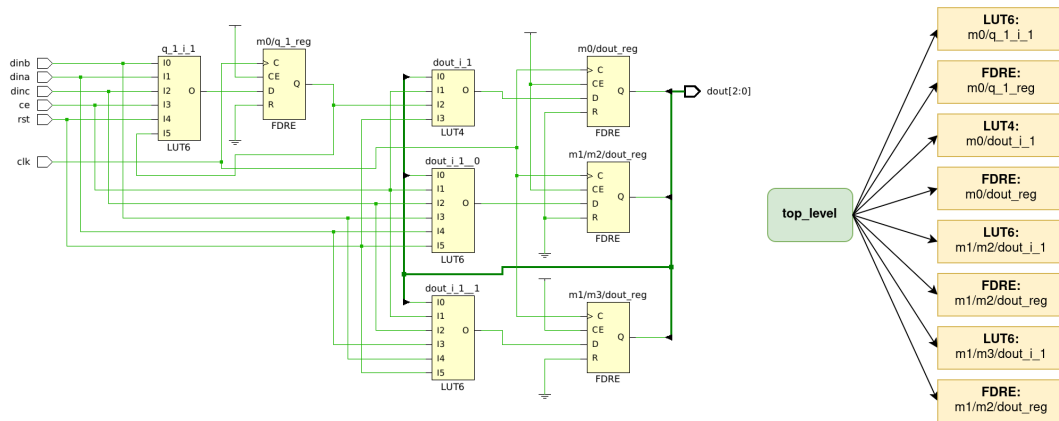 q_1_i_1
dinb
dina
dinc
ce
rst
clk
I0
I1
I2
I3
I4
I5
O
LUT6
m0/q_1_reg
C
CE
D
R
Q
FDRE
dout_i_1
I0
I1
I2
I3
O
LUT4
dout_i_1__0
I0
I1
I2
I3
I4
I5
O
LUT6
dout_i_1__1
I0
I1
I2
I3
I4
I5
O
LUT6
m0/dout_reg
C
CE
D
R
Q
FDRE
m1/m2/dout_reg
C
CE
D
R
Q
FDRE
m1/m3/dout_reg
C
CE
D
R
Q
FDRE
dout[2:0]
top_level
LUT6:
m0/q_1_i_1
FDRE:
m0/q_1_reg
LUT4:
m0/dout_i_1
FDRE:
m0/dout_reg
LUT6:
m1/m2/dout_i_1
FDRE:
m1/m2/dout_reg
LUT6:
m1/m3/dout_i_1
FDRE:
m1/m2/dout_reg